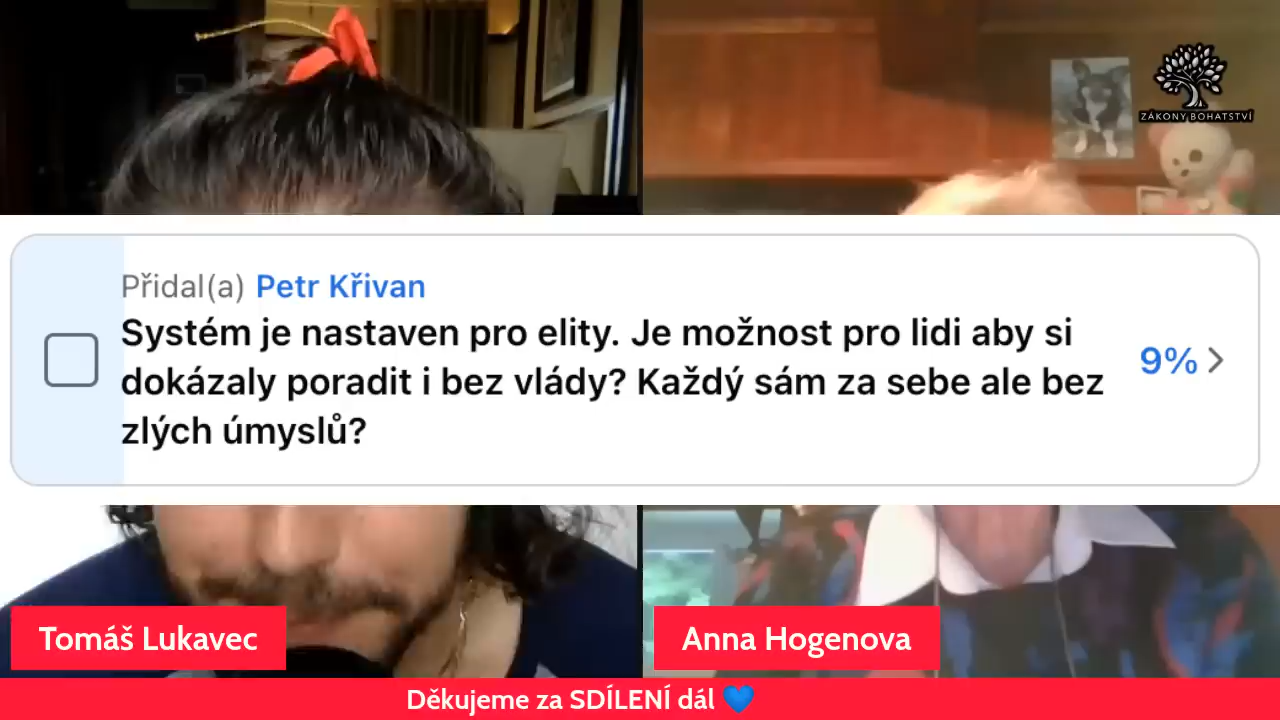 ZÁKONY BOHATSTVÍ
Přidal(a) Petr Křivan
Systém je nastaven pro elity. Je možnost pro lidi aby si
dokázaly poradit i bez vlády? Každý sám za sebe ale bez
zlých úmyslů?
9%
Tomáš Lukavec
Anna Hogenova
Děkujeme za SDÍLENÍ dál 💙